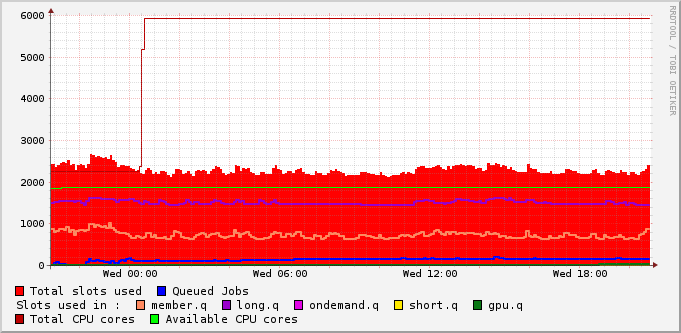 6000
5000
4000
3000
2000
1000
0
Wed 00:00 Wed 06:00 Wed 12:00 Wed 18:00
RRDTOOL / TOBI OETIKER
Total slots used Queued Jobs
Slots used in : member.q long.q ondemand.q short.q gpu.q
Total CPU cores Available CPU cores